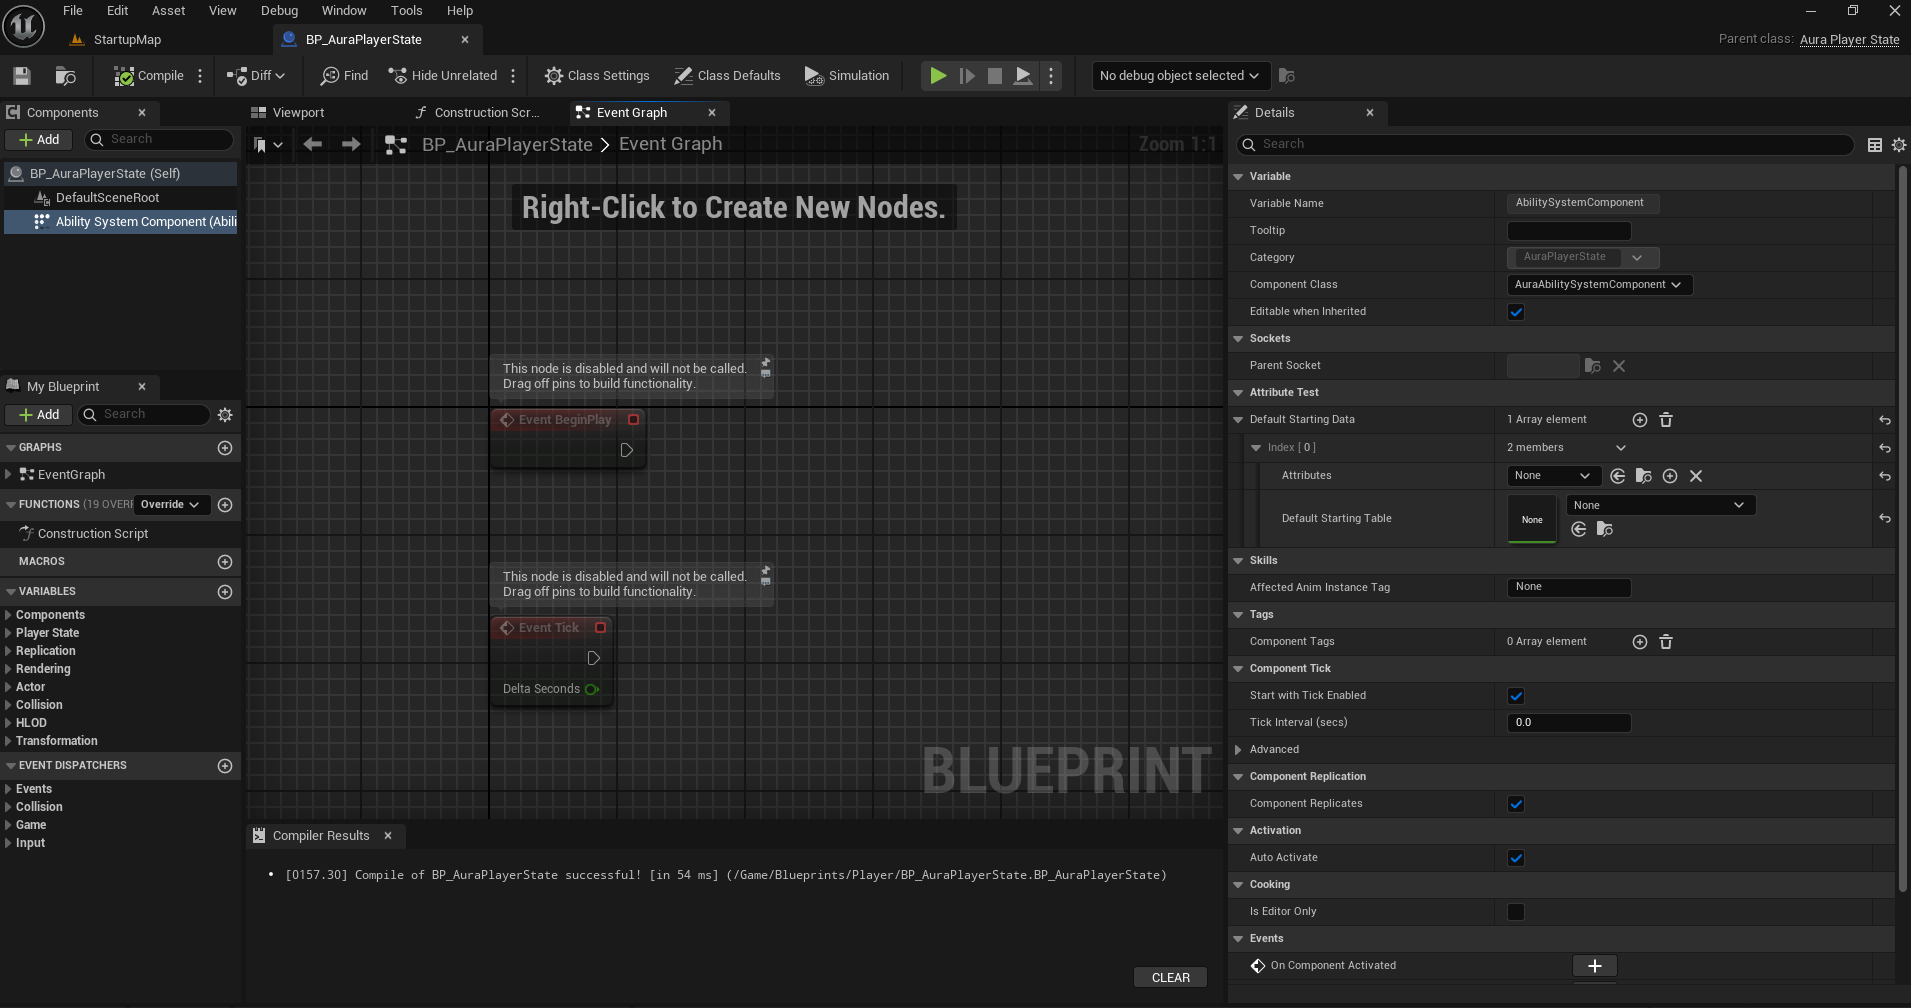 File Edit Asset View Debug Window Tools Help
StartupMap
BP_AuraPlayerState
Parent class: Aura Player State
Compile
Diff
Find
Hide Unrelated
Class Settings
Class Defaults
Simulation
No debug object selected
Components
Add
Search
BP_AuraPlayerState (Self)
DefaultSceneRoot
Ability System Component (Abili
My Blueprint
Add
Search
GRAPHS
EventGraph
FUNCTIONS (19 OVERR
Override
Construction Script
MACROS
VARIABLES
Components
Player State
Replication
Rendering
Actor
Collision
HLOD
Transformation
EVENT DISPATCHERS
Events
Collision
Game
Input
Viewport
Construction Scr...
Event Graph
BP_AuraPlayerState > Event Graph
Zoom 1:1
Right-Click to Create New Nodes.
This node is disabled and will not be called.
Drag off pins to build functionality.
Event BeginPlay
This node is disabled and will not be called.
Drag off pins to build functionality.
Event Tick
Delta Seconds
BLUEPRINT
Compiler Results
• [0157.30] Compile of BP_AuraPlayerState successful! [in 54 ms] (/Game/Blueprints/Player/BP_AuraPlayerState.BP_AuraPlayerState)
CLEAR
Details
Search
Variable
Variable Name AbilitySystemComponent
Tooltip
Category AuraPlayerState
Component Class AuraAbilitySystemComponent
Editable when Inherited
Sockets
Parent Socket
Attribute Test
Default Starting Data 1 Array element
Index [ 0 ] 2 members
Attributes None
Default Starting Table None None
Skills
Affected Anim Instance Tag None
Tags
Component Tags 0 Array element
Component Tick
Start with Tick Enabled
Tick Interval (secs) 0.0
Advanced
Component Replication
Component Replicates
Activation
Auto Activate
Cooking
Is Editor Only
Events
On Component Activated